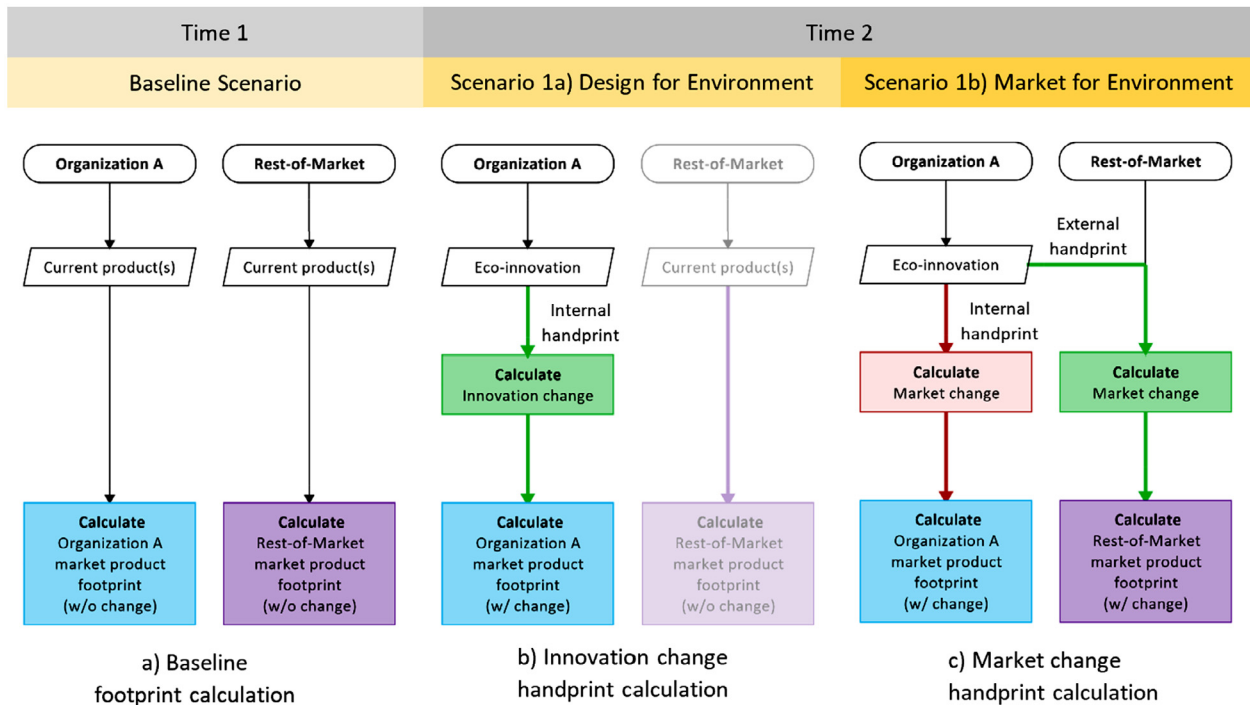 Time 1
Time 2
Baseline Scenario
Scenario 1a) Design for Environment
Scenario 1b) Market for Environment
Organization A
Rest-of-Market
Current product(s)
Current product(s)
Calculate
Organization A
market product
footprint
(w/o change)
Calculate
Rest-of-Market
market product
footprint
(w/o change)
a) Baseline
footprint calculation
Organization A
Rest-of-Market
Eco-innovation
Current product(s)
Internal
handprint
Calculate
Innovation change
Calculate
Organization A
market product
footprint
(w/ change)
Calculate
Rest-of-Market
market product
footprint
(w/o change)
b) Innovation change
handprint calculation
Organization A
Rest-of-Market
External
handprint
Eco-innovation
Internal
handprint
Calculate
Market change
Calculate
Market change
Calculate
Organization A
market product
footprint
(w/ change)
Calculate
Rest-of-Market
market product
footprint
(w/ change)
c) Market change
handprint calculation